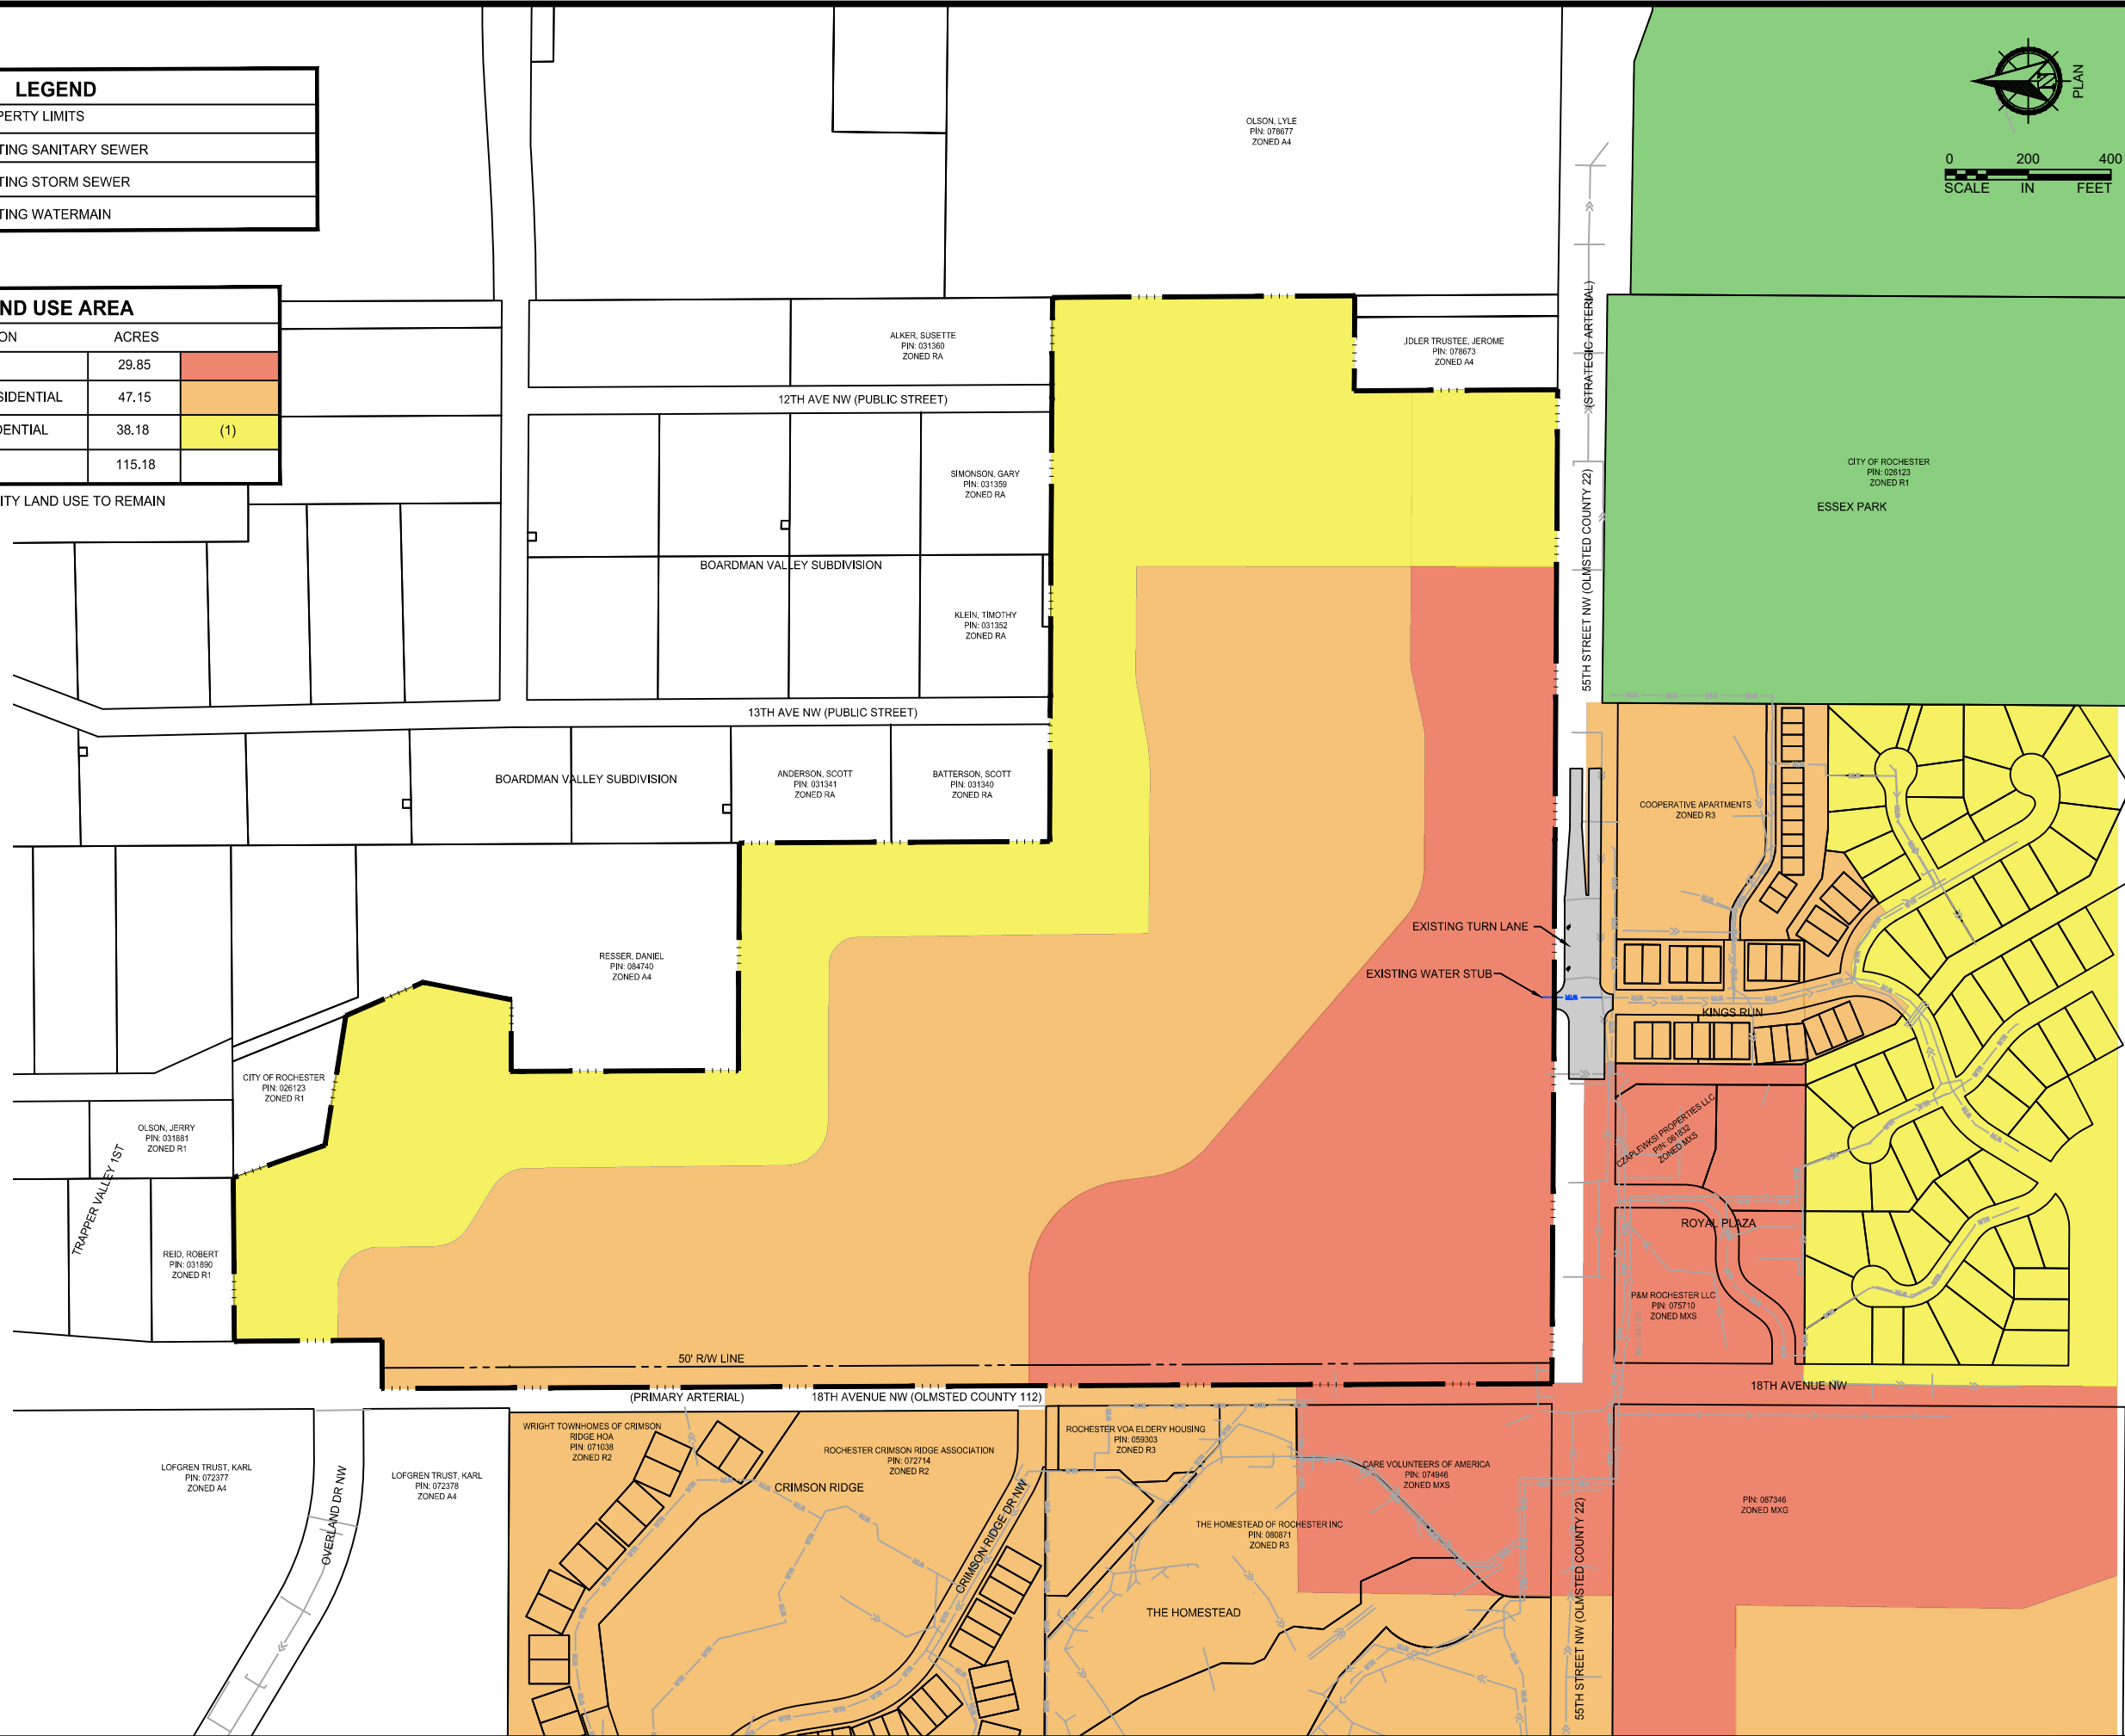 LEGEND
PERTY LIMITS
TING SANITARY SEWER
TING STORM SEWER
TING WATERMAIN
ND USE AREA
ON ACRES
29.85
SIDENTIAL 47.15
DENTIAL 38.18 (1)
115.18
ITY LAND USE TO REMAIN
PLAN
N
0 200 400
SCALE IN FEET
OLSON, LYLE
PIN: 078677
ZONED A4
ALKER, SUSETTE
PIN: 031360
ZONED RA
IDLER TRUSTEE, JEROME
PIN: 078673
ZONED A4
(STRATEGIC ARTERIAL)
12TH AVE NW (PUBLIC STREET)
SIMONSON, GARY
PIN: 031359
ZONED RA
CITY OF ROCHESTER
PIN: 026123
ZONED R1
ESSEX PARK
55TH STREET NW (OLMSTED COUNTY 22)
BOARDMAN VALLEY SUBDIVISION
KLEIN, TIMOTHY
PIN: 031352
ZONED RA
13TH AVE NW (PUBLIC STREET)
BOARDMAN VALLEY SUBDIVISION
ANDERSON, SCOTT
PIN: 031341
ZONED RA
BATTERSON, SCOTT
PIN: 031340
ZONED RA
COOPERATIVE APARTMENTS
ZONED R3
EXISTING TURN LANE
EXISTING WATER STUB
RESSER, DANIEL
PIN: 084740
ZONED A4
KINGS RUN
CITY OF ROCHESTER
PIN: 026123
ZONED R1
OLSON, JERRY
PIN: 031881
ZONED R1
TRAPPER VALLEY 1ST
REID, ROBERT
PIN: 031890
ZONED R1
CZAPLEWKSI PROPERTIES LLC
PIN: 061832
ZONED MXS
ROYAL PLAZA
P&M ROCHESTER LLC
PIN: 075710
ZONED MXS
50' R/W LINE
(PRIMARY ARTERIAL)
18TH AVENUE NW (OLMSTED COUNTY 112)
18TH AVENUE NW
WRIGHT TOWNHOMES OF CRIMSON
RIDGE HOA
PIN: 071038
ZONED R2
ROCHESTER CRIMSON RIDGE ASSOCIATION
PIN: 072714
ZONED R2
CRIMSON RIDGE
ROCHESTER VOA ELDERY HOUSING
PIN: 059303
ZONED R3
CARE VOLUNTEERS OF AMERICA
PIN: 074946
ZONED MXS
LOFGREN TRUST, KARL
PIN: 072377
ZONED A4
LOFGREN TRUST, KARL
PIN: 072378
ZONED A4
OVERLAND DR NW
CRIMSON RIDGE DR NW
THE HOMESTEAD OF ROCHESTER INC
PIN: 080871
ZONED R3
PIN: 087346
ZONED MXG
THE HOMESTEAD
55TH STREET NW (OLMSTED COUNTY 22)